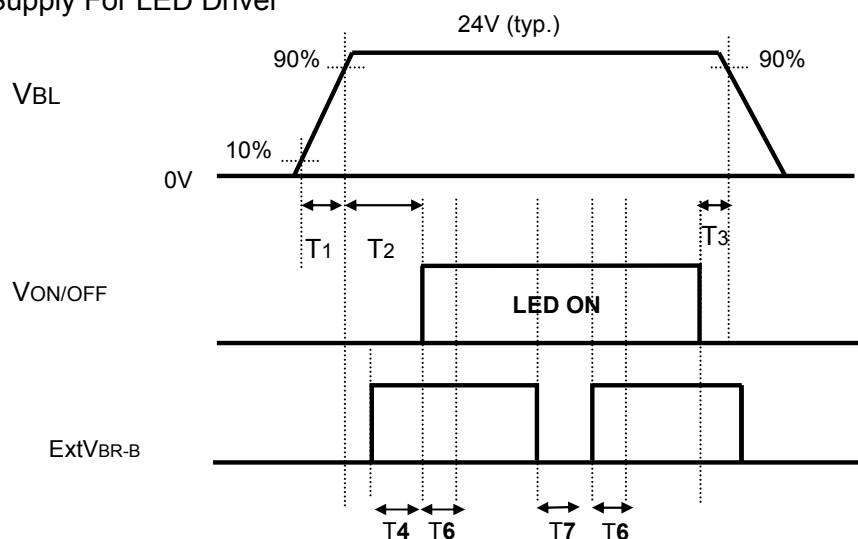 Supply For LED Driver
24V (typ.)
90%
90%
VBL
10%
0V
T1
T2
T3
VON/OFF
LED ON
ExtVBR-B
T4
T6
T7
T6